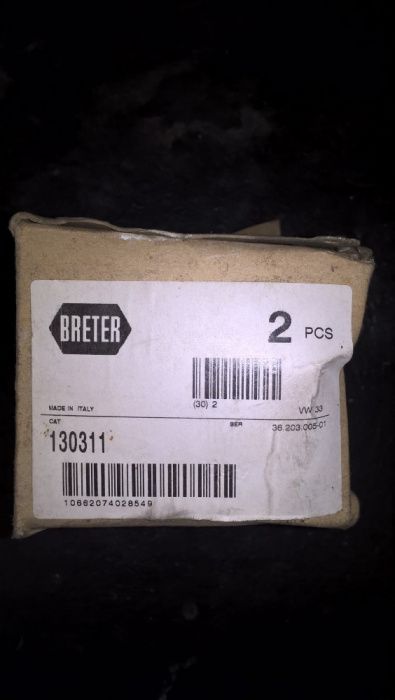 BRETER
2 PCS
(30) 2
MADE IN ITALY
VW 33
CAT
SER
36.203.005-01
130311
10662074028549